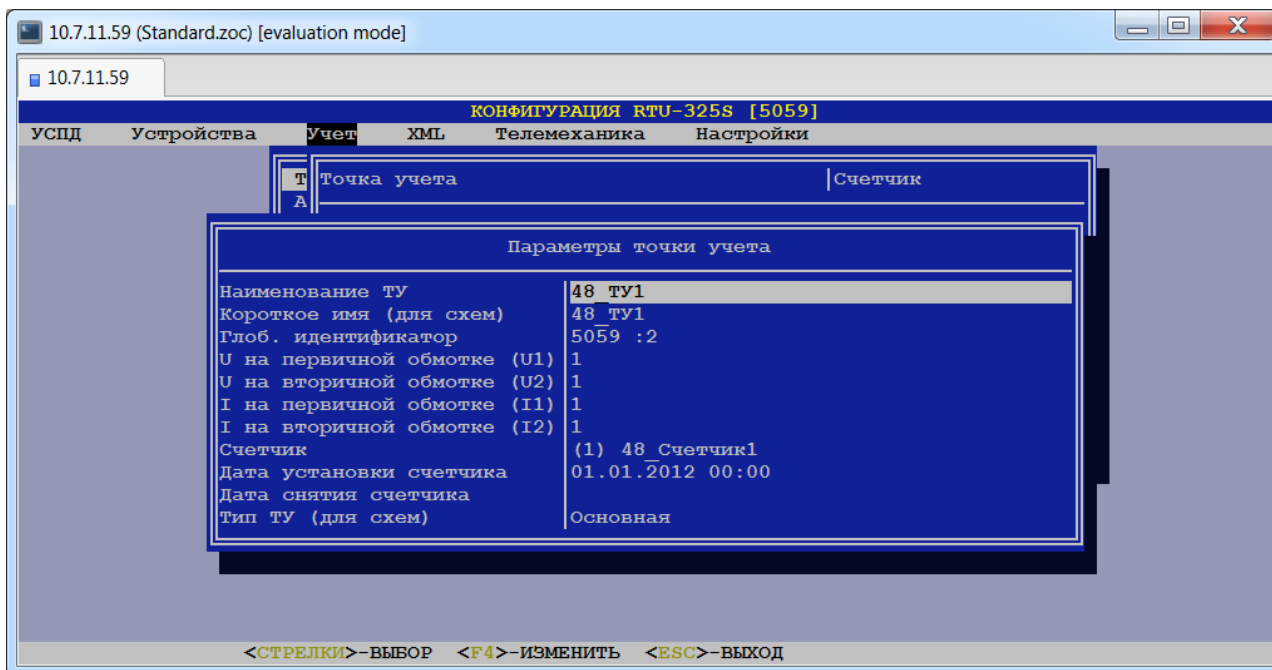 10.7.11.59 (Standard.zoc) [evaluation mode]
10.7.11.59
КОНФИГУРАЦИЯ RTU-325S [5059]
УСПД Устройства Учет XML Телемеханика Настройки
Т Точка учета Счетчик
А
Параметры точки учета
Наименование ТУ 48_ТУ1
Короткое имя (для схем) 48_ТУ1
Глоб. идентификатор 5059 :2
U на первичной обмотке (U1) 1
U на вторичной обмотке (U2) 1
I на первичной обмотке (I1) 1
I на вторичной обмотке (I2) 1
Счетчик (1) 48_Счетчик1
Дата установки счетчика 01.01.2012 00:00
Дата снятия счетчика
Тип ТУ (для схем) Основная
<СТРЕЛКИ>-ВЫБОР <F4>-ИЗМЕНИТЬ <ESC>-ВЫХОД